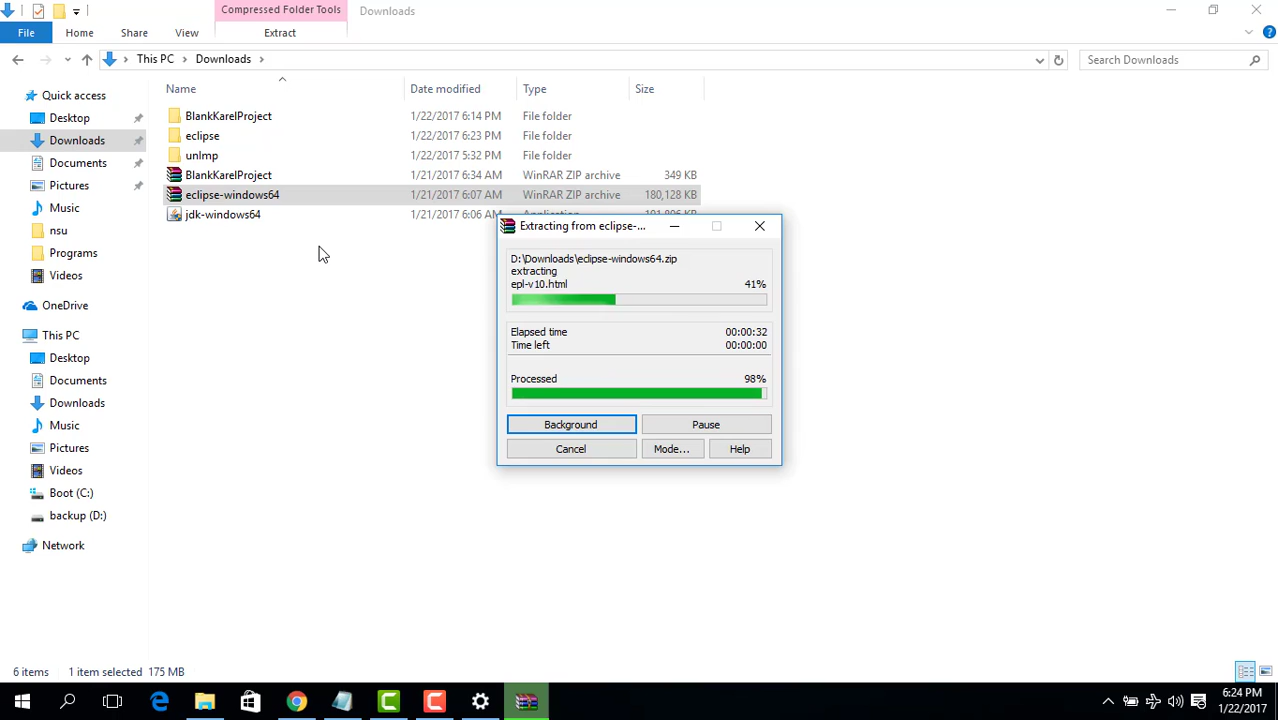 Compressed Folder Tools
Downloads
File
Home
Share
View
Extract
This PC
Downloads
Search Downloads
Name
Date modified
Type
Size
Quick access
Desktop
Downloads
Documents
Pictures
Music
nsu
Programs
Videos
OneDrive
This PC
Desktop
Documents
Downloads
Music
Pictures
Videos
Boot (C:)
backup (D:)
Network
BlankKarelProject 1/22/2017 6:14 PM File folder
eclipse 1/22/2017 6:23 PM File folder
unImp 1/22/2017 5:32 PM File folder
BlankKarelProject 1/21/2017 6:34 AM WinRAR ZIP archive 349 KB
eclipse-windows64 1/21/2017 6:07 AM WinRAR ZIP archive 180,128 KB
jdk-windows64 1/21/2017 6:06 AM
Extracting from eclipse-...
D:\Downloads\eclipse-windows64.zip
extracting
epl-v10.html 41%
Elapsed time 00:00:32
Time left 00:00:00
Processed 98%
Background
Pause
Cancel
Mode...
Help
6 items 1 item selected 175 MB
6:24 PM
1/22/2017